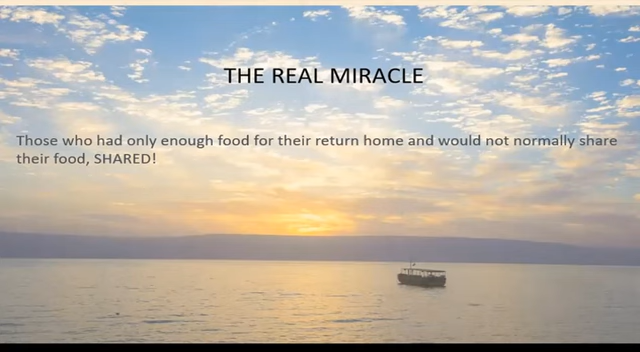 THE REAL MIRACLE
Those who had only enough food for their return home and would not normally share
their food, SHARED!